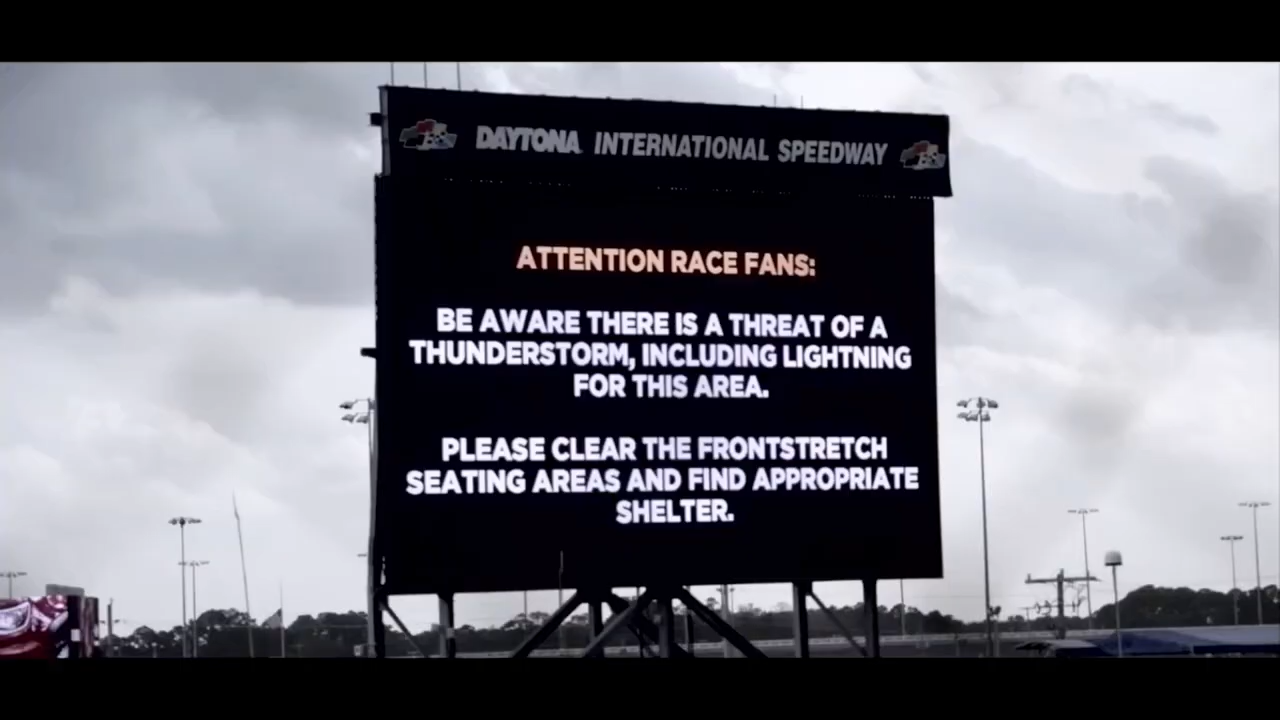 DAYTONA INTERNATIONAL SPEEDWAY
ATTENTION RACE FANS:
BE AWARE THERE IS A THREAT OF A
THUNDERSTORM, INCLUDING LIGHTNING
FOR THIS AREA.
PLEASE CLEAR THE FRONTSTRETCH
SEATING AREAS AND FIND APPROPRIATE
SHELTER.